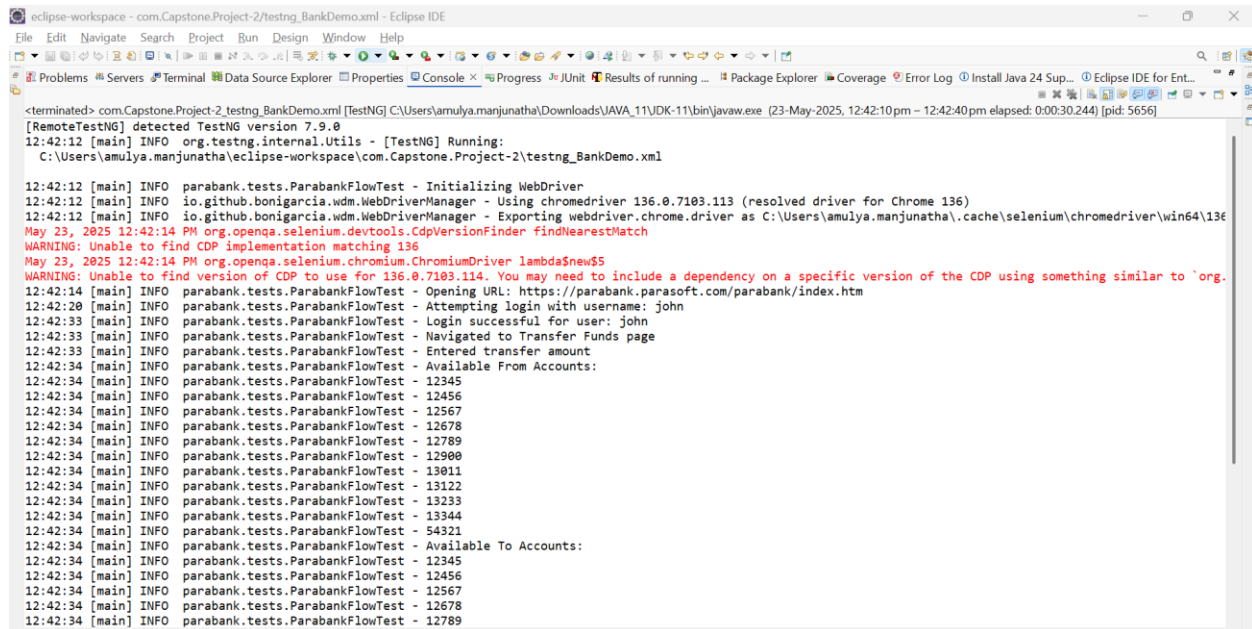 eclipse-workspace - com.Capstone.Project-2/testng_BankDemo.xml - Eclipse IDE
File Edit Navigate Search Project Run Design Window Help
Problems Servers Terminal Data Source Explorer Properties Console Progress JUnit Results of running ... Package Explorer Coverage Error Log Install Java 24 Sup... Eclipse IDE for Ent...
<terminated> com.Capstone.Project-2_testng_BankDemo.xml [TestNG] C:\Users\amulya.manjunatha\Downloads\JAVA_11\JDK-11\bin\javaw.exe (23-May-2025, 12:42:10 pm – 12:42:40 pm elapsed: 0:00:30.244) [pid: 5656]
[RemoteTestNG] detected TestNG version 7.9.0
12:42:12 [main] INFO org.testng.internal.Utils - [TestNG] Running:
C:\Users\amulya.manjunatha\eclipse-workspace\com.Capstone.Project-2\testng_BankDemo.xml
12:42:12 [main] INFO parabank.tests.ParabankFlowTest - Initializing WebDriver
12:42:12 [main] INFO io.github.bonigarcia.wdm.WebDriverManager - Using chromedriver 136.0.7103.113 (resolved driver for Chrome 136)
12:42:12 [main] INFO io.github.bonigarcia.wdm.WebDriverManager - Exporting webdriver.chrome.driver as C:\Users\amulya.manjunatha\.cache\selenium\chromedriver\win64\136
May 23, 2025 12:42:14 PM org.openqa.selenium.devtools.CdpVersionFinder findNearestMatch
WARNING: Unable to find CDP implementation matching 136
May 23, 2025 12:42:14 PM org.openqa.selenium.chromium.ChromiumDriver lambda$new$5
WARNING: Unable to find version of CDP to use for 136.0.7103.114. You may need to include a dependency on a specific version of the CDP using something similar to `org.
12:42:14 [main] INFO parabank.tests.ParabankFlowTest - Opening URL: https://parabank.parasoft.com/parabank/index.htm
12:42:20 [main] INFO parabank.tests.ParabankFlowTest - Attempting login with username: john
12:42:33 [main] INFO parabank.tests.ParabankFlowTest - Login successful for user: john
12:42:33 [main] INFO parabank.tests.ParabankFlowTest - Navigated to Transfer Funds page
12:42:33 [main] INFO parabank.tests.ParabankFlowTest - Entered transfer amount
12:42:34 [main] INFO parabank.tests.ParabankFlowTest - Available From Accounts:
12:42:34 [main] INFO parabank.tests.ParabankFlowTest - 12345
12:42:34 [main] INFO parabank.tests.ParabankFlowTest - 12456
12:42:34 [main] INFO parabank.tests.ParabankFlowTest - 12567
12:42:34 [main] INFO parabank.tests.ParabankFlowTest - 12678
12:42:34 [main] INFO parabank.tests.ParabankFlowTest - 12789
12:42:34 [main] INFO parabank.tests.ParabankFlowTest - 12900
12:42:34 [main] INFO parabank.tests.ParabankFlowTest - 13011
12:42:34 [main] INFO parabank.tests.ParabankFlowTest - 13122
12:42:34 [main] INFO parabank.tests.ParabankFlowTest - 13233
12:42:34 [main] INFO parabank.tests.ParabankFlowTest - 13344
12:42:34 [main] INFO parabank.tests.ParabankFlowTest - 54321
12:42:34 [main] INFO parabank.tests.ParabankFlowTest - Available To Accounts:
12:42:34 [main] INFO parabank.tests.ParabankFlowTest - 12345
12:42:34 [main] INFO parabank.tests.ParabankFlowTest - 12456
12:42:34 [main] INFO parabank.tests.ParabankFlowTest - 12567
12:42:34 [main] INFO parabank.tests.ParabankFlowTest - 12678
12:42:34 [main] INFO parabank.tests.ParabankFlowTest - 12789